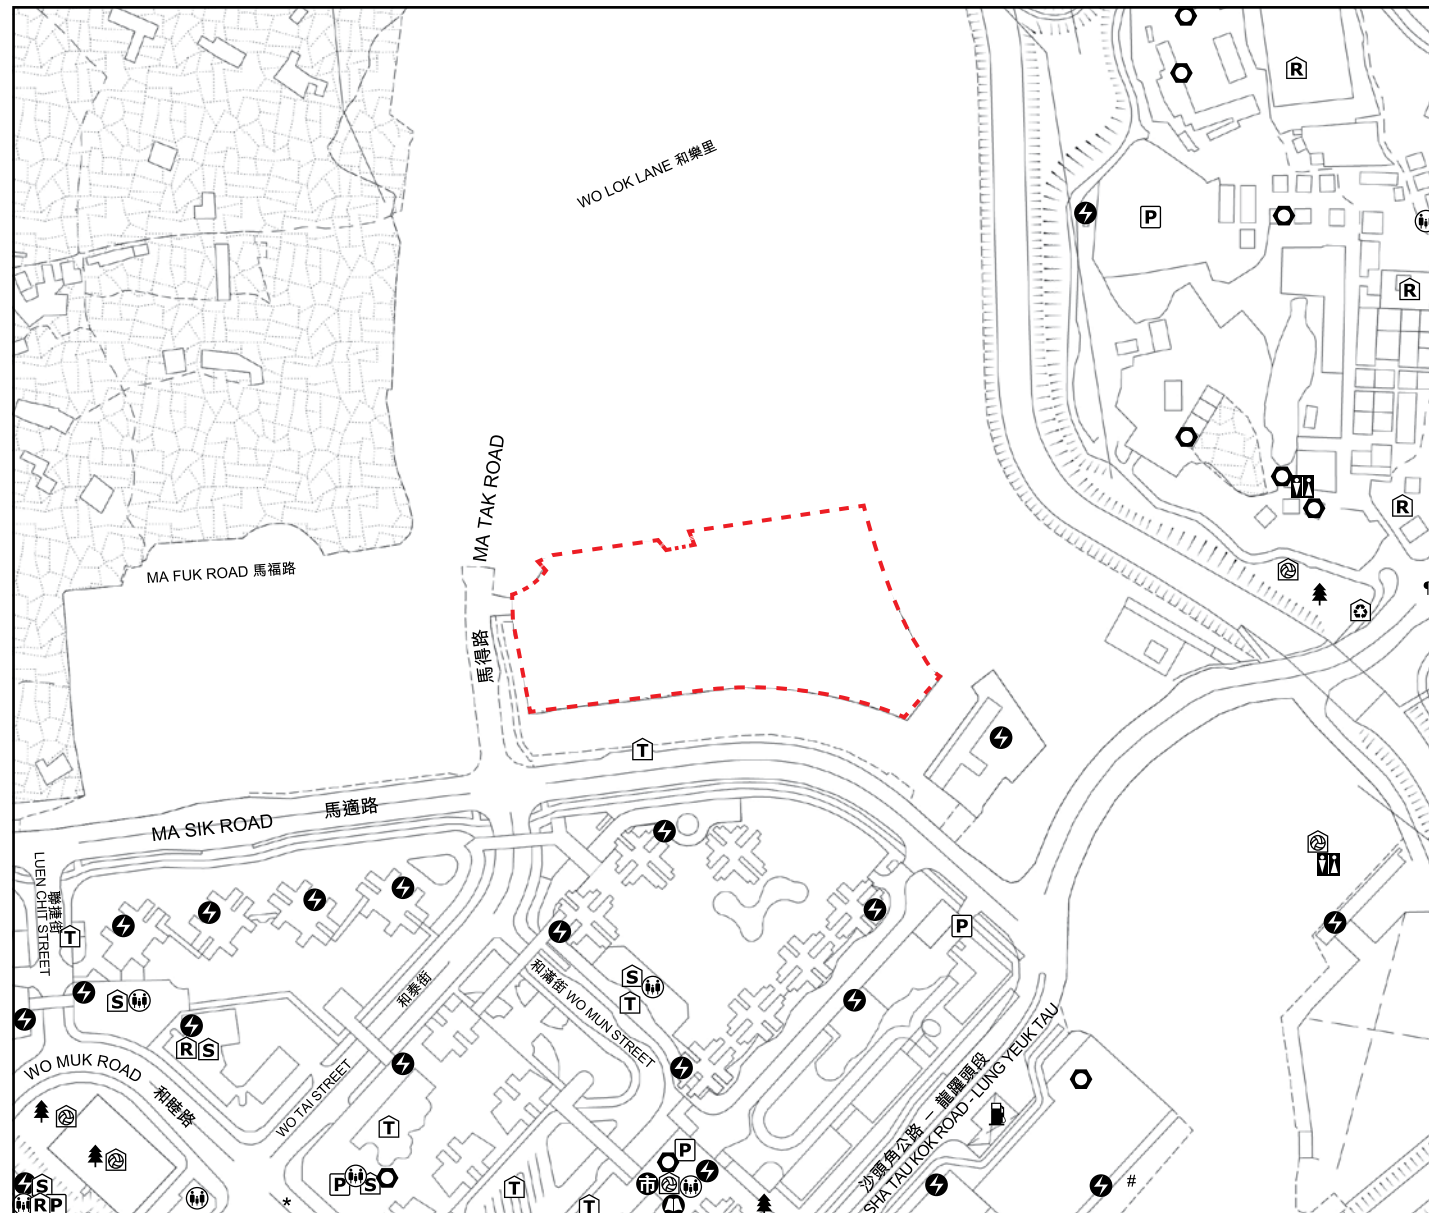 R
WO LOK LANE 和樂里
P
R
MA TAK ROAD
R
MA FUK ROAD 馬福路
馬得路
T
馬適路
MA SIK ROAD
LUEN CHIT STREET
聯捷街
T
P
和泰街
和滿街 WO MUN STREET
S
T
S
R S
WO MUK ROAD
和睦路
WO TAI STREET
沙頭角公路 － 龍躍頭段
SHA TAU KOK ROAD - LUNG YEUK TAU
T
P
P S
T
市
T
*
#
S
R P